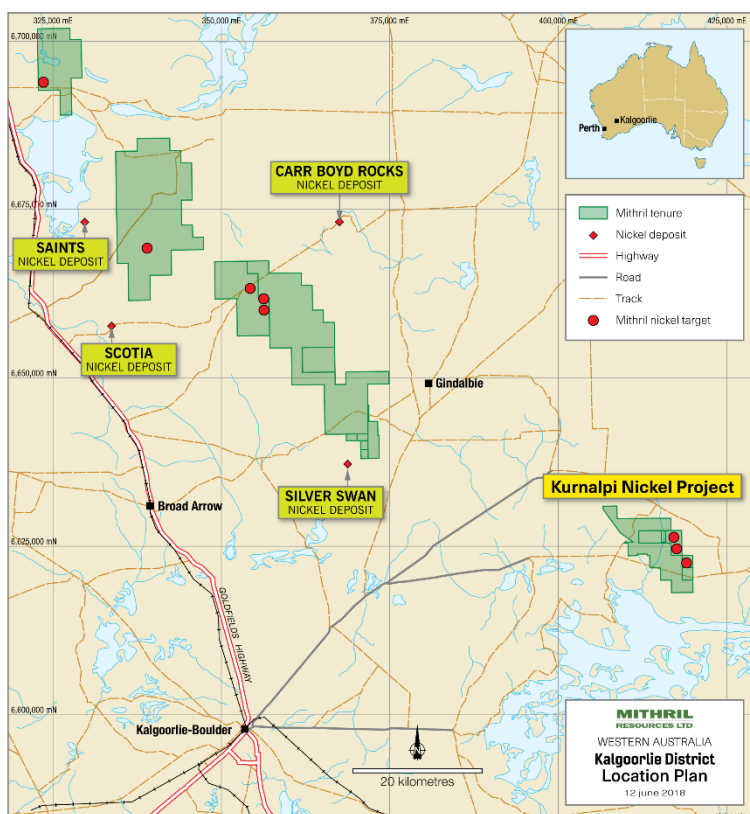 325,000 mE
350,000 mE
375,000 mE
400,000 mE
425,000 mE
6,700,000 mN
Perth
Kalgoorlie
CARR BOYD ROCKS
NICKEL DEPOSIT
6,675,000 mN
SAINTS
NICKEL DEPOSIT
Mithril tenure
Nickel deposit
Highway
Road
Track
Mithril nickel target
SCOTIA
NICKEL DEPOSIT
6,650,000 mN
Gindalbie
SILVER SWAN
NICKEL DEPOSIT
Kurnalpi Nickel Project
Broad Arrow
6,625,000 mN
GOLDFIELDS HIGHWAY
6,600,000 mN
Kalgoorlie-Boulder
20 kilometres
MITHRIL
RESOURCES LTD
WESTERN AUSTRALIA
Kalgoorlie District
Location Plan
12 june 2018